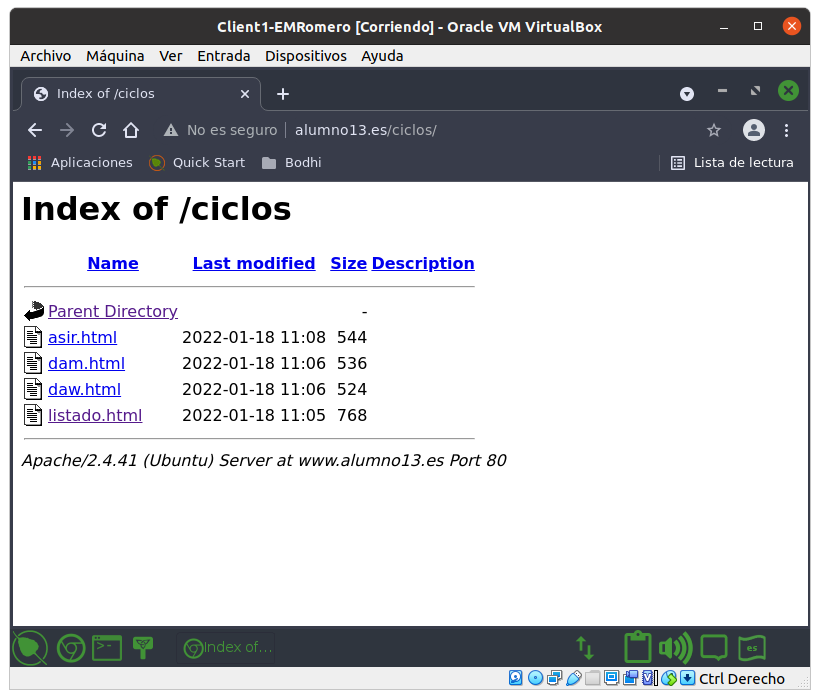 Client1-EMRomero [Corriendo] - Oracle VM VirtualBox
Archivo Máquina Ver Entrada Dispositivos Ayuda
Index of /ciclos
No es seguro alumno13.es/ciclos/
Aplicaciones Quick Start Bodhi Lista de lectura
Index of /ciclos
Name Last modified Size Description
Parent Directory -
asir.html 2022-01-18 11:08 544
dam.html 2022-01-18 11:06 536
daw.html 2022-01-18 11:06 524
listado.html 2022-01-18 11:05 768
Apache/2.4.41 (Ubuntu) Server at www.alumno13.es Port 80
Index of... es
Ctrl Derecho